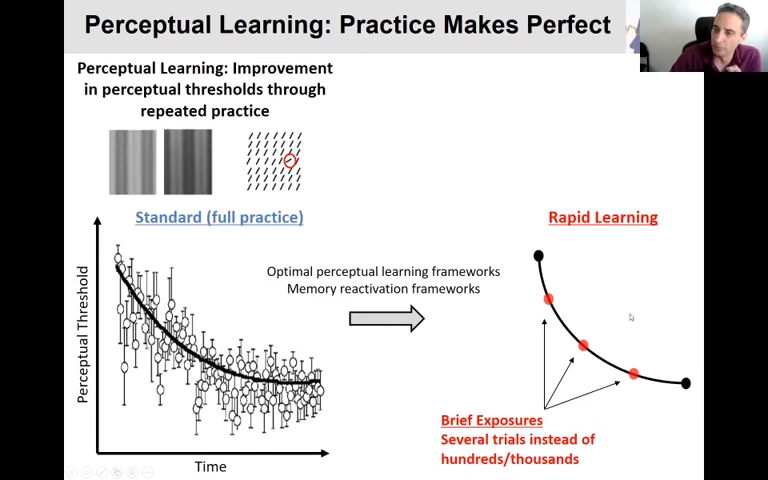 Perceptual Learning: Practice Makes Perfect
Perceptual Learning: Improvement
in perceptual thresholds through
repeated practice
Standard (full practice)
Rapid Learning
Optimal perceptual learning frameworks
Memory reactivation frameworks
Perceptual Threshold
Brief Exposures
Several trials instead of
hundreds/thousands
Time